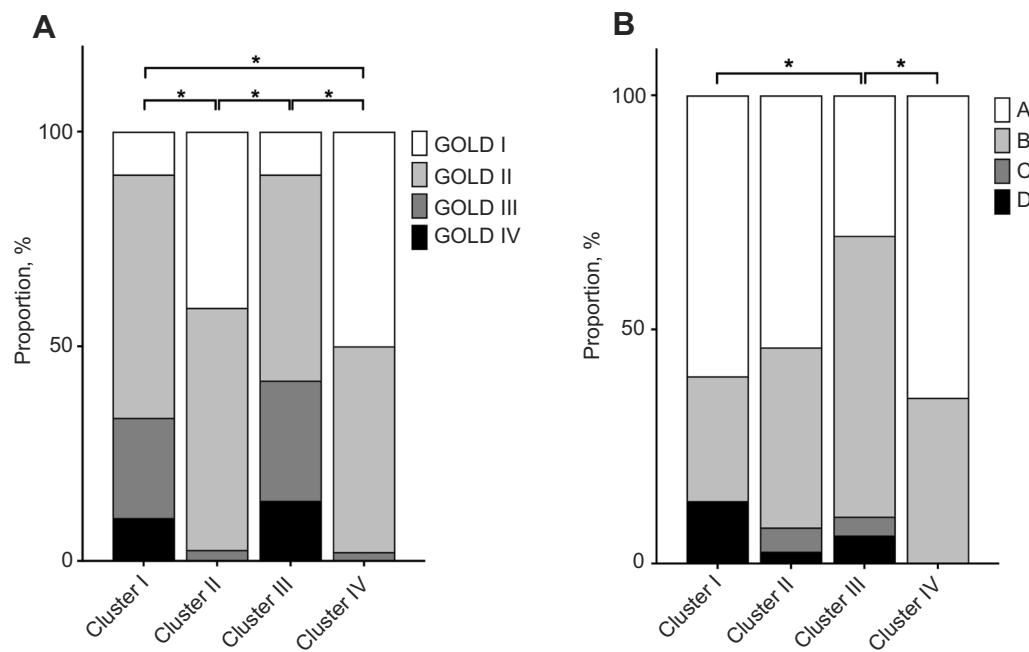 A
*
* * *
100
50
0
Proportion, %
Cluster I
Cluster II
Cluster III
Cluster IV
GOLD I
GOLD II
GOLD III
GOLD IV
B
* *
100
50
0
Proportion, %
Cluster I
Cluster II
Cluster III
Cluster IV
A
B
C
D